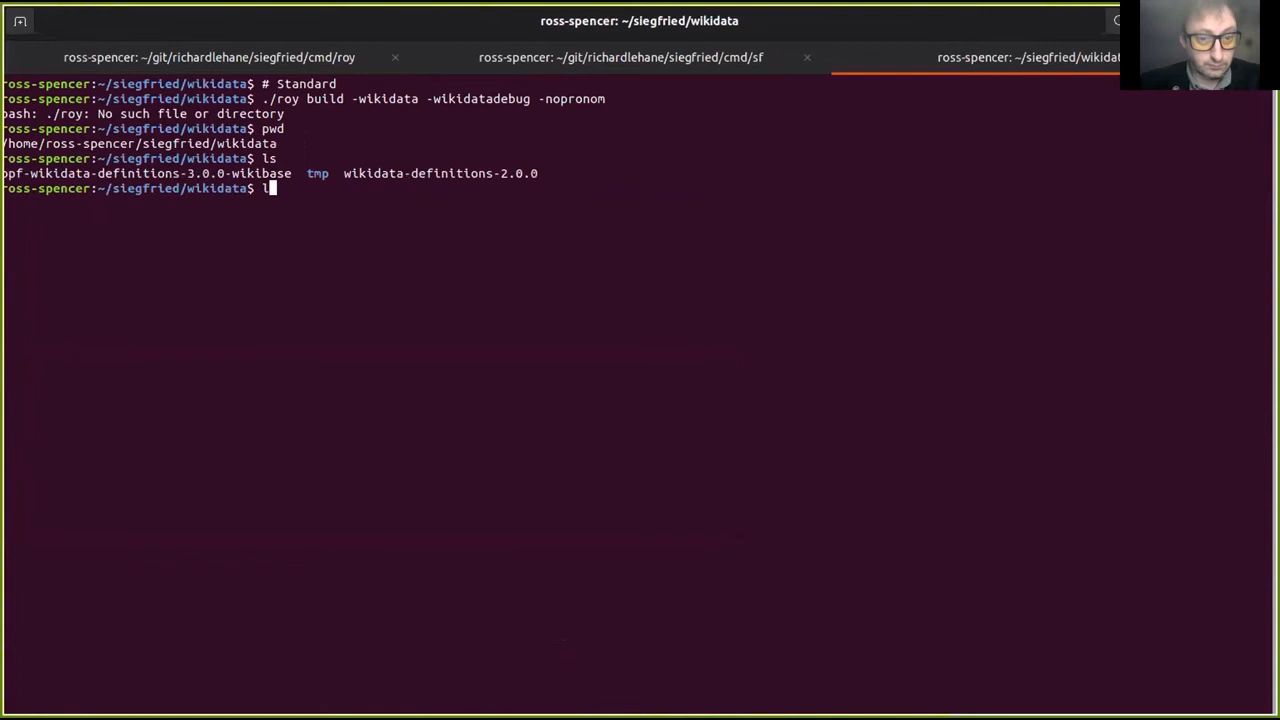 ross-spencer: ~/siegfried/wikidata
ross-spencer: ~/git/richardlehane/siegfried/cmd/roy
ross-spencer: ~/git/richardlehane/siegfried/cmd/sf
ross-spencer: ~/siegfried/wikidat
ross-spencer:~/siegfried/wikidata$ # Standard
ross-spencer:~/siegfried/wikidata$ ./roy build -wikidata -wikidatadebug -nopronom
bash: ./roy: No such file or directory
ross-spencer:~/siegfried/wikidata$ pwd
/home/ross-spencer/siegfried/wikidata
ross-spencer:~/siegfried/wikidata$ ls
opf-wikidata-definitions-3.0.0-wikibase tmp wikidata-definitions-2.0.0
ross-spencer:~/siegfried/wikidata$ l